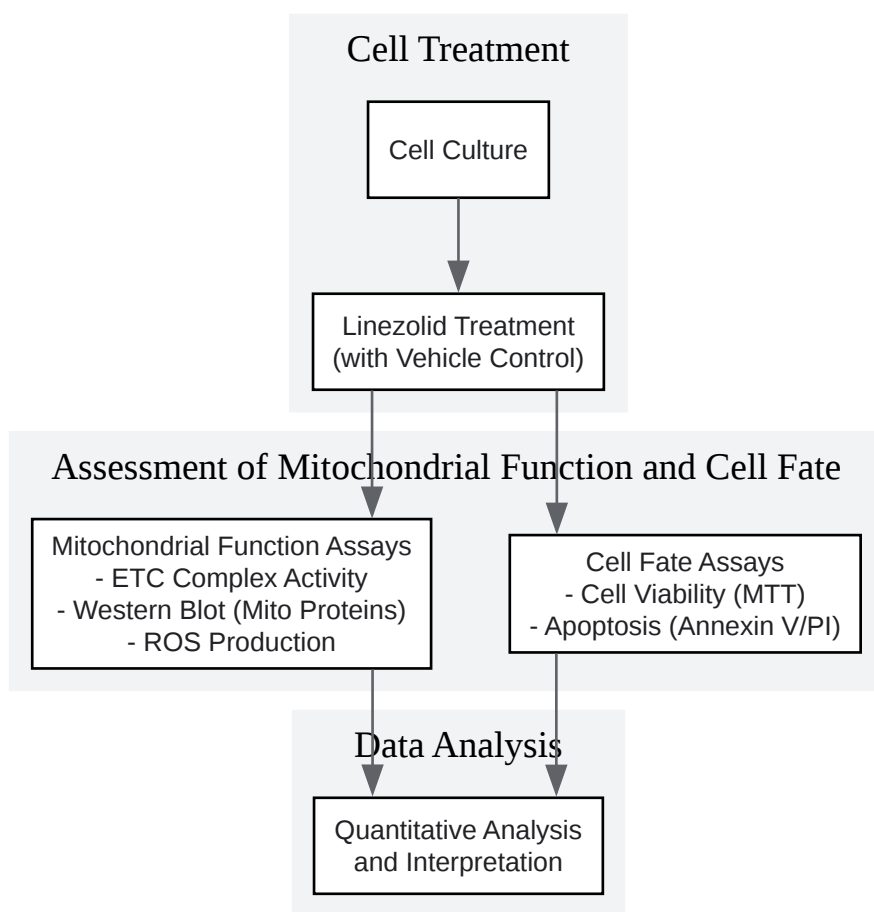 Cell Treatment
Cell Culture
Linezolid Treatment
(with Vehicle Control)
Assessment of Mitochondrial Function and Cell Fate
Mitochondrial Function Assays
- ETC Complex Activity
- Western Blot (Mito Proteins)
- ROS Production
Cell Fate Assays
- Cell Viability (MTT)
- Apoptosis (Annexin V/PI)
Data Analysis
Quantitative Analysis
and Interpretation